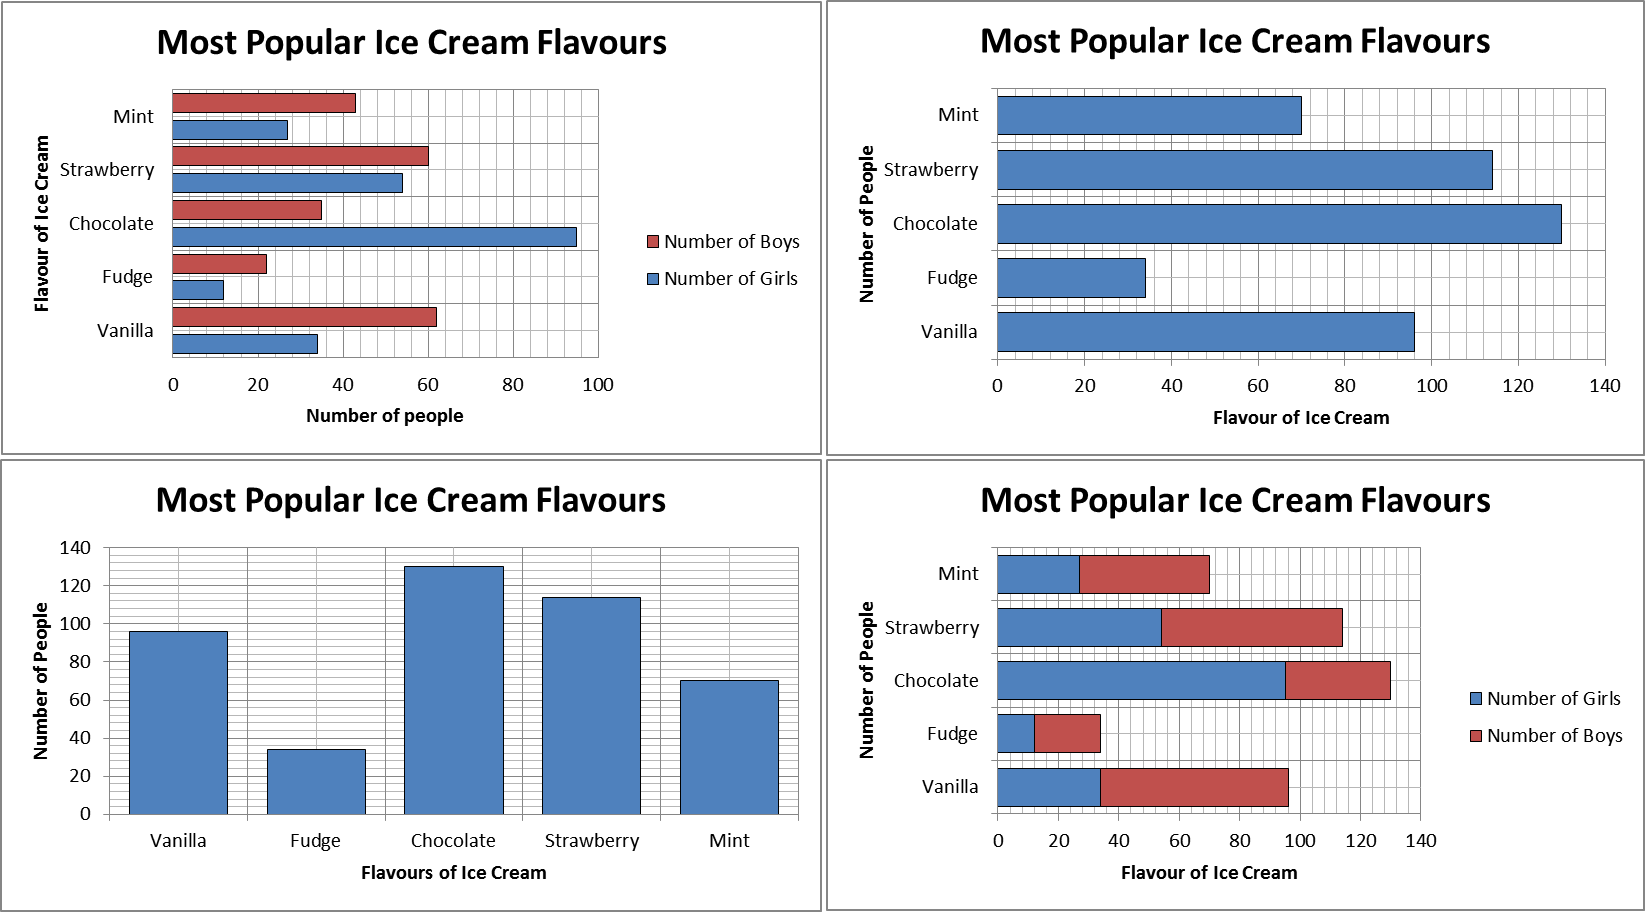 Most Popular Ice Cream Flavours
Flavour of Ice Cream
Mint
Strawberry
Chocolate
Fudge
Vanilla
0 20 40 60 80 100
Number of people
Number of Boys
Number of Girls
Most Popular Ice Cream Flavours
Number of People
Mint
Strawberry
Chocolate
Fudge
Vanilla
0 20 40 60 80 100 120 140
Flavour of Ice Cream
Most Popular Ice Cream Flavours
Number of People
140
120
100
80
60
40
20
0
Vanilla Fudge Chocolate Strawberry Mint
Flavours of Ice Cream
Most Popular Ice Cream Flavours
Number of People
Mint
Strawberry
Chocolate
Fudge
Vanilla
0 20 40 60 80 100 120 140
Flavour of Ice Cream
Number of Girls
Number of Boys